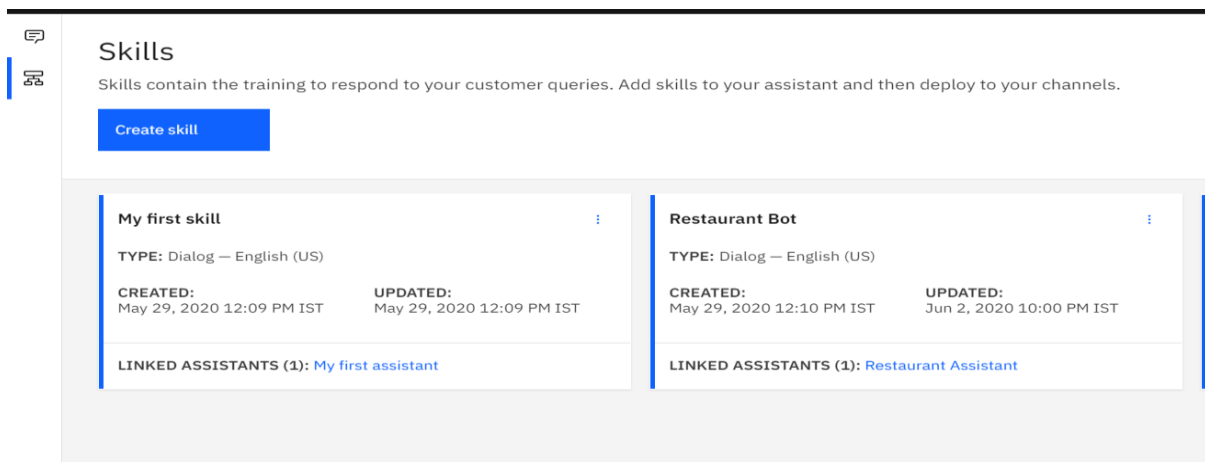 Skills
Skills contain the training to respond to your customer queries. Add skills to your assistant and then deploy to your channels.
Create skill
My first skill
TYPE: Dialog — English (US)
CREATED:
May 29, 2020 12:09 PM IST
UPDATED:
May 29, 2020 12:09 PM IST
LINKED ASSISTANTS (1): My first assistant
Restaurant Bot
TYPE: Dialog — English (US)
CREATED:
May 29, 2020 12:10 PM IST
UPDATED:
Jun 2, 2020 10:00 PM IST
LINKED ASSISTANTS (1): Restaurant Assistant